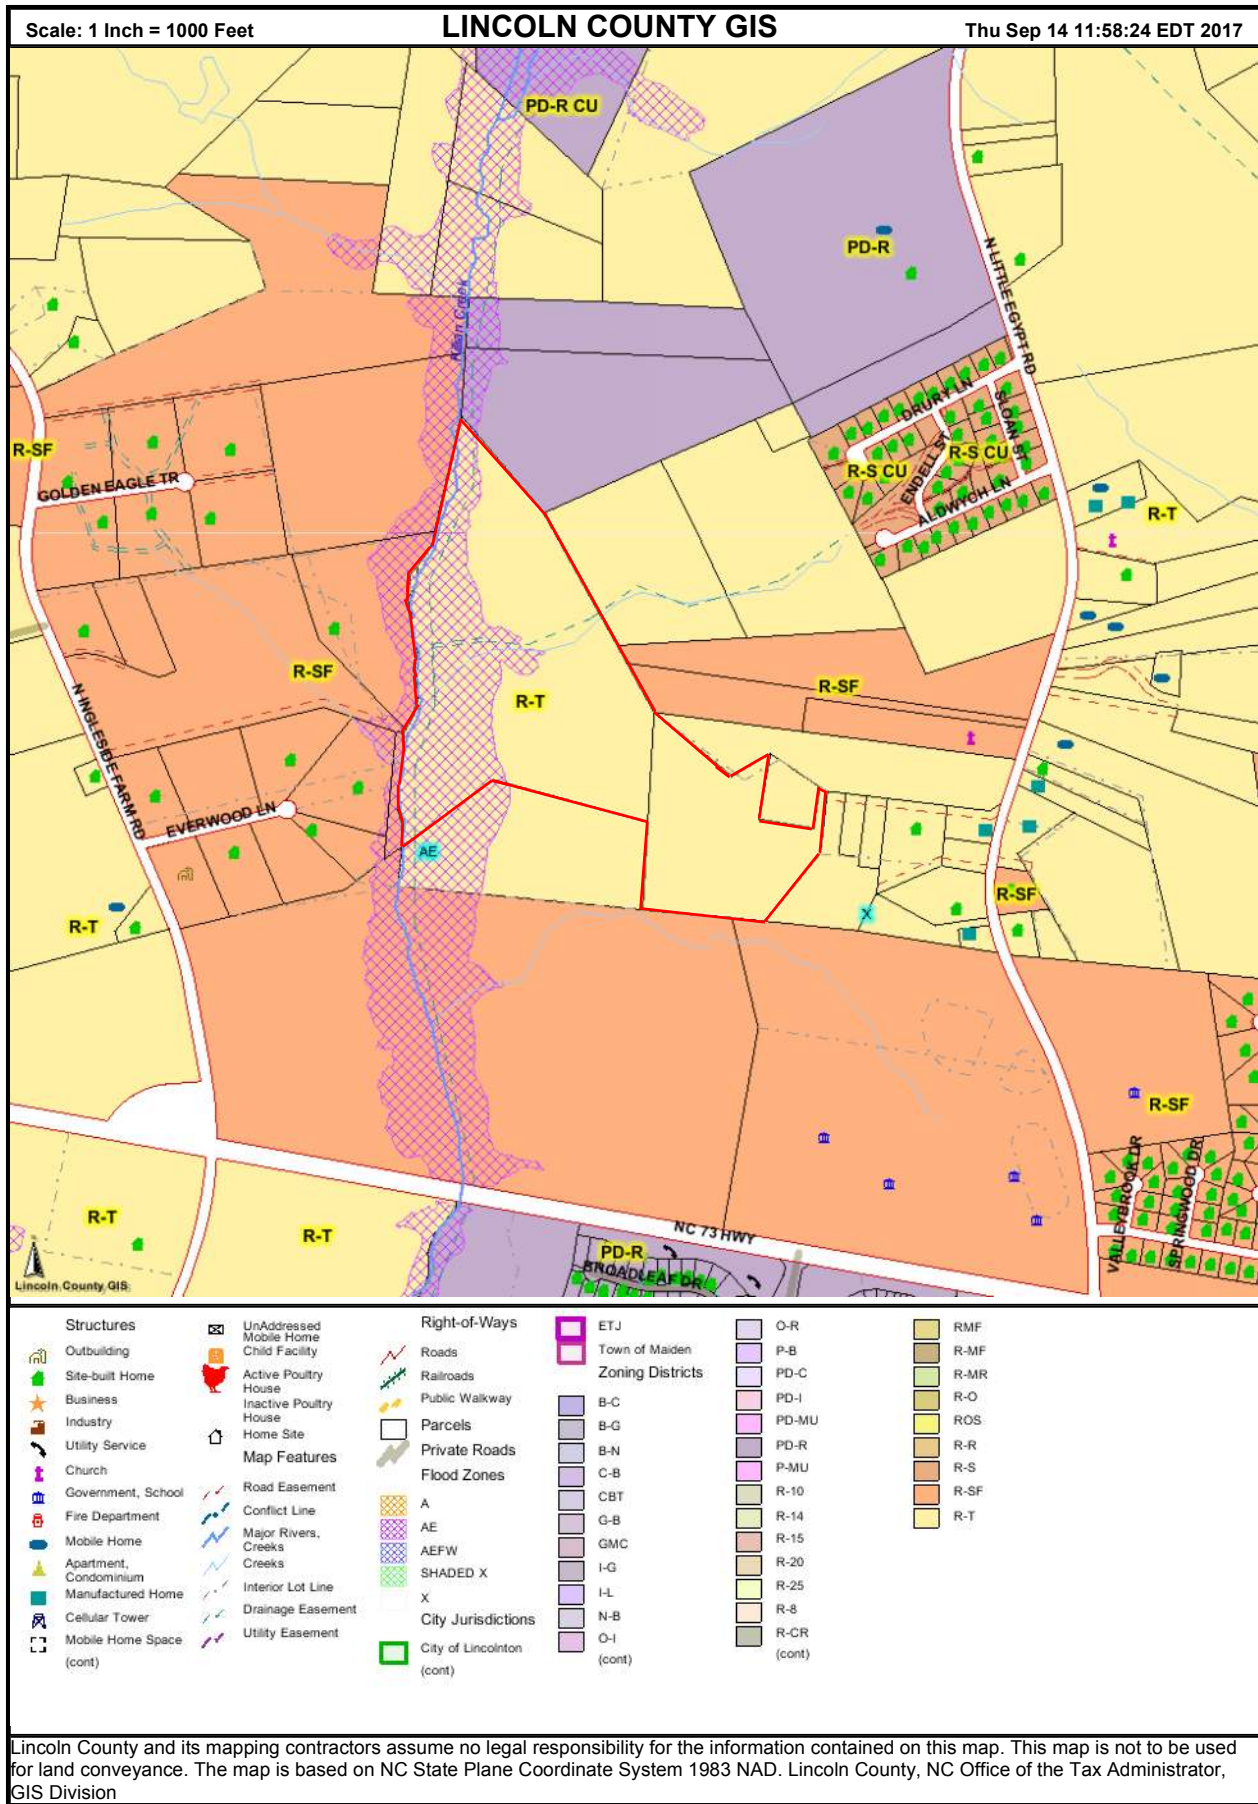 Scale: 1 Inch = 1000 Feet
LINCOLN COUNTY GIS
Thu Sep 14 11:58:24 EDT 2017
PD-R CU
PD-R
N LITTLE EGYPT RD
Killian Creek
DRURY LN
SLOAN ST
R-SF
R-S CU
R-S CU
ENDELL ST
GOLDEN EAGLE TR
ALDWYCH LN
R-T
R-SF
R-SF
R-T
N INGLESIDE FARM RD
EVERWOOD LN
AE
R-SF
X
R-T
R-SF
VALLEYBROOK DR
SPRINGWOOD DR
R-T
R-T
NC 73 HWY
PD-R
BROADLEAF DR
Lincoln County GIS
Structures
Outbuilding
Site-built Home
Business
Industry
Utility Service
Church
Government, School
Fire Department
Mobile Home
Apartment,
Condominium
Manufactured Home
Cellular Tower
Mobile Home Space
(cont)
UnAddressed
Mobile Home
Child Facility
Active Poultry
House
Inactive Poultry
House
Home Site
Map Features
Road Easement
Conflict Line
Major Rivers,
Creeks
Creeks
Interior Lot Line
Drainage Easement
Utility Easement
Right-of-Ways
Roads
Railroads
Public Walkway
Parcels
Private Roads
Flood Zones
A
AE
AEFW
SHADED X
X
City Jurisdictions
City of Lincolnton
(cont)
ETJ
Town of Maiden
Zoning Districts
B-C
B-G
B-N
C-B
CBT
G-B
GMC
I-G
I-L
N-B
O-I
(cont)
O-R
P-B
PD-C
PD-I
PD-MU
PD-R
P-MU
R-10
R-14
R-15
R-20
R-25
R-8
R-CR
(cont)
RMF
R-MF
R-MR
R-O
ROS
R-R
R-S
R-SF
R-T
Lincoln County and its mapping contractors assume no legal responsibility for the information contained on this map. This map is not to be used
for land conveyance. The map is based on NC State Plane Coordinate System 1983 NAD. Lincoln County, NC Office of the Tax Administrator,
GIS Division